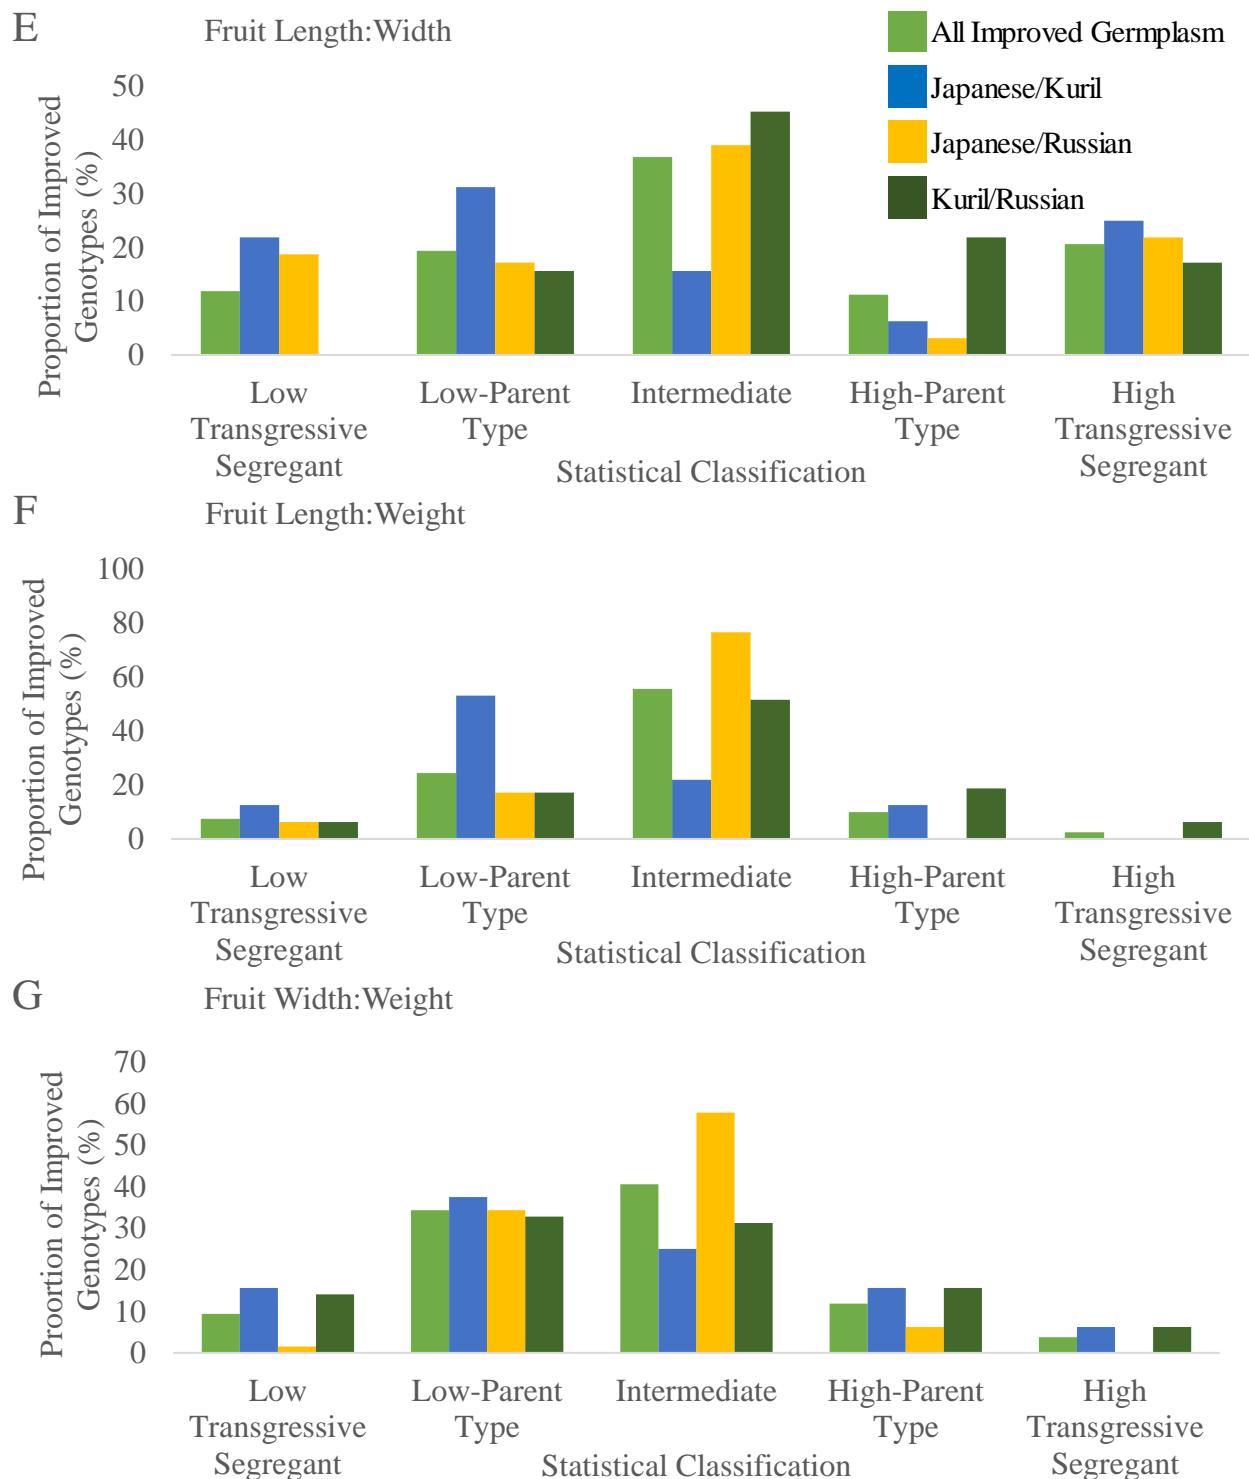 E
Fruit Length:Width
All Improved Germplasm
Japanese/Kuril
Japanese/Russian
Kuril/Russian
Proportion of Improved
Genotypes (%)
50
40
30
20
10
0
Low
Transgressive
Segregant
Low-Parent
Type
Intermediate
High-Parent
Type
High
Transgressive
Segregant
Statistical Classification
F
Fruit Length:Weight
Proportion of Improved
Genotypes (%)
100
80
60
40
20
0
Low
Transgressive
Segregant
Low-Parent
Type
Intermediate
High-Parent
Type
High
Transgressive
Segregant
Statistical Classification
G
Fruit Width:Weight
Proortion of Improved
Genotypes (%)
70
60
50
40
30
20
10
0
Low
Transgressive
Segregant
Low-Parent
Type
Intermediate
High-Parent
Type
High
Transgressive
Segregant
Statistical Classification